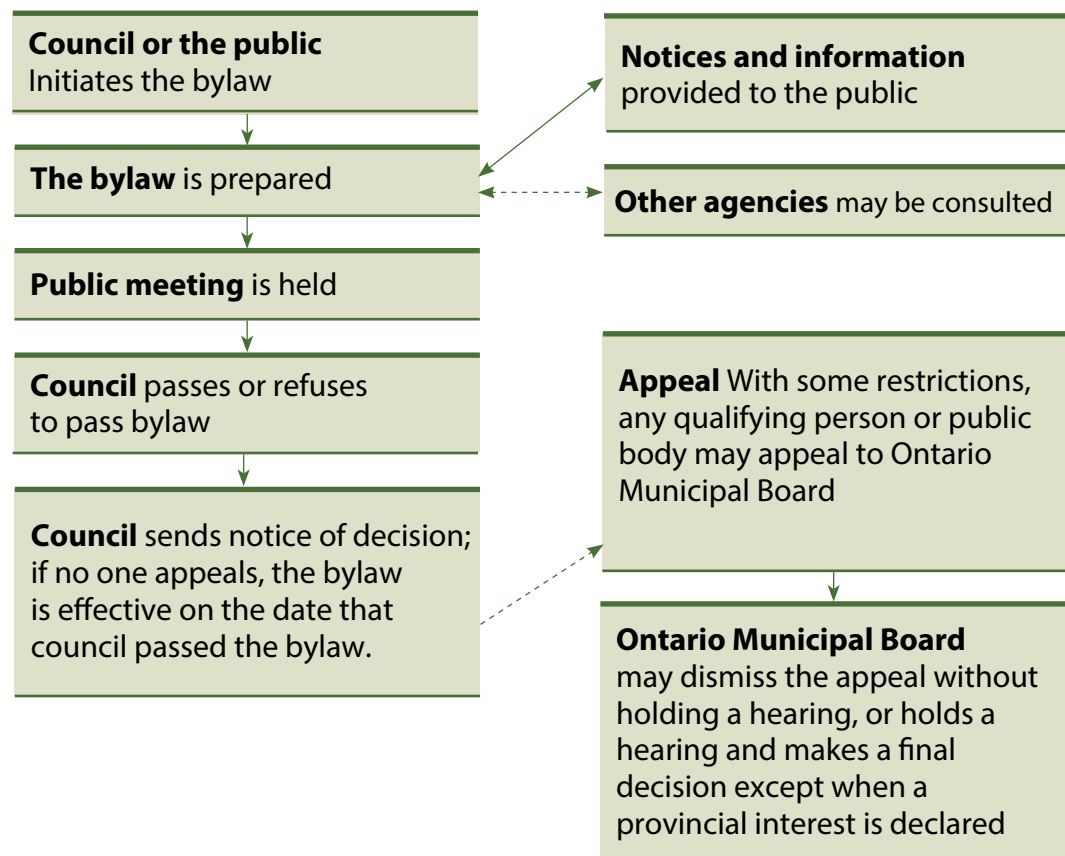 Council or the public
Initiates the bylaw
The bylaw is prepared
Public meeting is held
Council passes or refuses
to pass bylaw
Council sends notice of decision;
if no one appeals, the bylaw
is effective on the date that
council passed the bylaw.
Notices and information
provided to the public
Other agencies may be consulted
Appeal With some restrictions,
any qualifying person or public
body may appeal to Ontario
Municipal Board
Ontario Municipal Board
may dismiss the appeal without
holding a hearing, or holds a
hearing and makes a final
decision except when a
provincial interest is declared